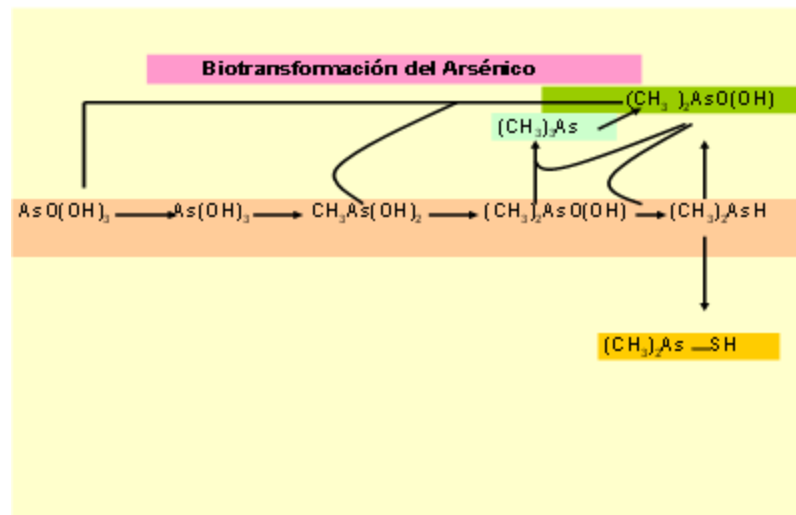 Biotransformación del Arsénico
(CH₃ )₂AsO(OH)
(CH₃)₃As
AsO(OH)₃ As(OH)₃ CH₃As(OH)₂ (CH₃)₂AsO(OH) (CH₃)₂AsH
(CH₃)₂As — SH